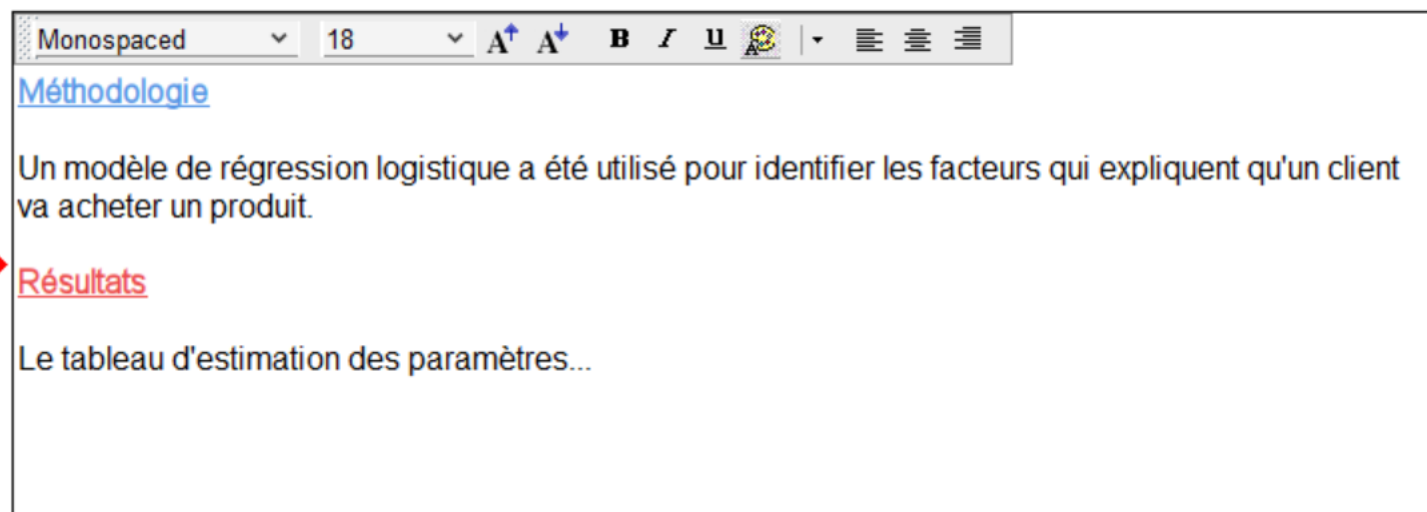 Monospaced 18 A A B I U A
Méthodologie
Un modèle de régression logistique a été utilisé pour identifier les facteurs qui expliquent qu'un client
va acheter un produit.
Résultats
Le tableau d'estimation des paramètres...